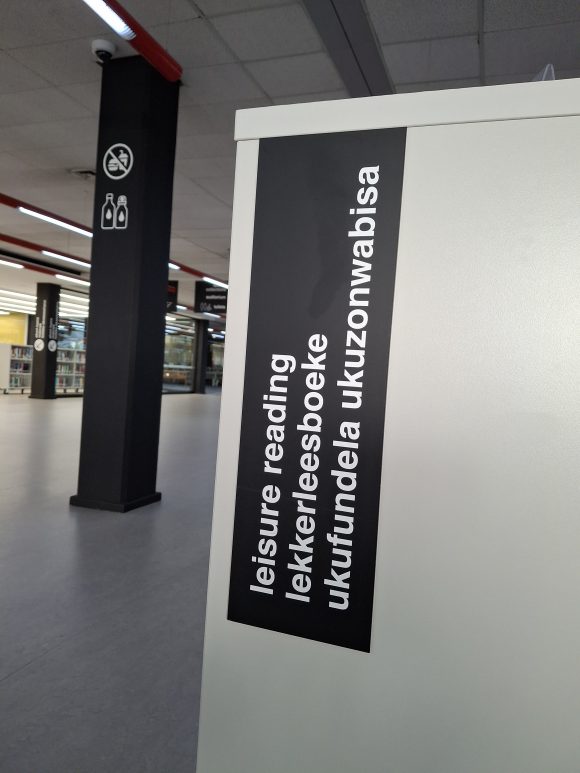 leisure reading
lekkerleesboeke
ukufundela ukuzonwabisa